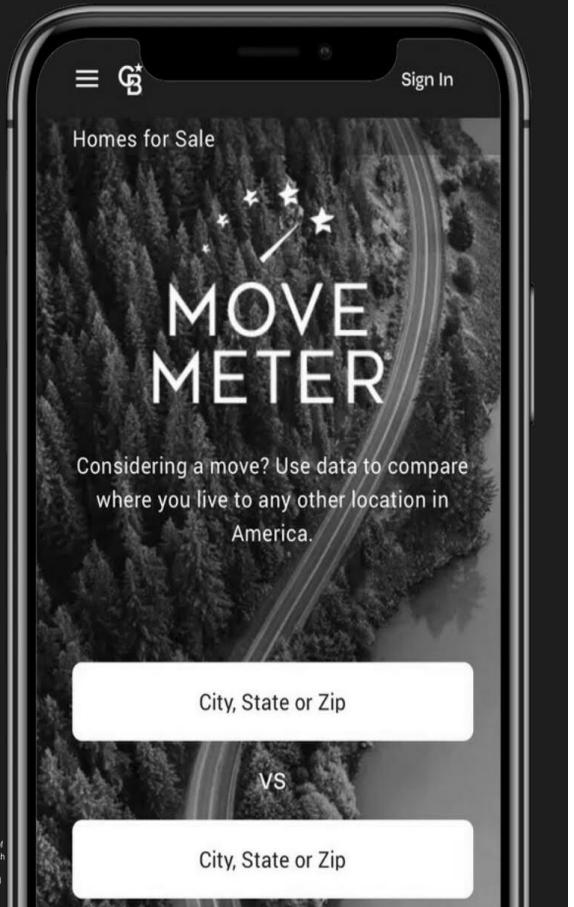 CB
Sign In
Homes for Sale
MOVE
METER®
Considering a move? Use data to compare
where you live to any other location in
America.
City, State or Zip
VS
City, State or Zip